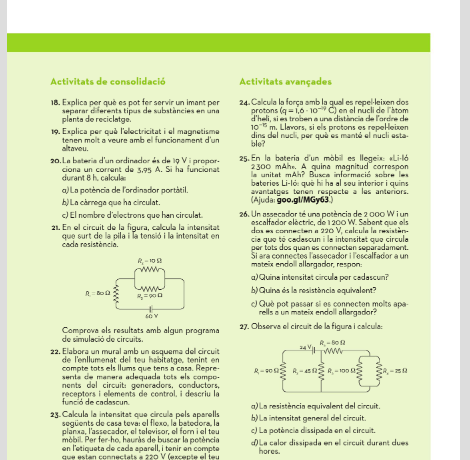 Activitats de consolidació
18. Explica per què es pot fer servir un imant per
separar diferents tipus de substàncies en una
planta de reciclatge.
19. Explica per què l'electricitat i el magnetisme
tenen molt a veure amb el funcionament d'un
altaveu.
20. La bateria d'un ordinador és de 19 V i propor-
ciona un corrent de 3,95 A. Si ha funcionat
durant 8 h, calcula:
a) La potència de l'ordinador portàtil.
b) La càrrega que ha circulat.
c) El nombre d'electrons que han circulat.
21. En el circuit de la figura, calcula la intensitat
que surt de la pila i la tensió i la intensitat en
cada resistència.
R₁ = 10 Ω
R₃ = 80 Ω
R₂ = 90 Ω
60 V
Comprova els resultats amb algun programa
de simulació de circuits.
22. Elabora un mural amb un esquema del circuit
de l'enllumenat del teu habitatge, tenint en
compte tots els llums que tens a casa. Repre-
senta de manera adequada tots els compo-
nents del circuit: generadors, conductors,
receptors i elements de control, i descriu la
funció de cadascun.
23. Calcula la intensitat que circula pels aparells
següents de casa teva: el flexo, la batedora, la
planxa, l'assecador, el televisor, el forn i el teu
mòbil. Per fer-ho, hauràs de buscar la potència
en l'etiqueta de cada aparell, i tenir en compte
que estan connectats a 220 V (excepte el teu
Activitats avançades
24. Calcula la força amb la qual es repel·leixen dos
protons (q = 1,6 · 10⁻¹⁹ C) en el nucli de l'àtom
d'heli, si es troben a una distància de l'ordre de
10⁻¹⁵ m. Llavors, si els protons es repel·leixen
dins del nucli, per què es manté el nucli esta-
ble?
25. En la bateria d'un mòbil es llegeix: «Li-Ió
2300 mAh». A quina magnitud correspon
la unitat mAh? Busca informació sobre les
bateries Li-Ió: què hi ha al seu interior i quins
avantatges tenen respecte a les anteriors.
(Ajuda: goo.gl/MGy63.)
26. Un assecador té una potència de 2 000 W i un
escalfador elèctric, de 1 200 W. Sabent que els
dos es connecten a 220 V, calcula la resistèn-
cia que té cadascun i la intensitat que circula
per tots dos quan es connecten separadament.
Si ara connectes l'assecador i l'escalfador a un
mateix endoll allargador, respon:
a) Quina intensitat circula per cadascun?
b) Quina és la resistència equivalent?
c) Què pot passar si es connecten molts apa-
rells a un mateix endoll allargador?
27. Observa el circuit de la figura i calcula:
24 V
R₁ = 80 Ω
R₂ = 90 Ω
R₃ = 45 Ω
R₄ = 100 Ω
R₅ = 25 Ω
a) La resistència equivalent del circuit.
b) La intensitat general del circuit.
c) La potència dissipada en el circuit.
d) La calor dissipada en el circuit durant dues
hores.